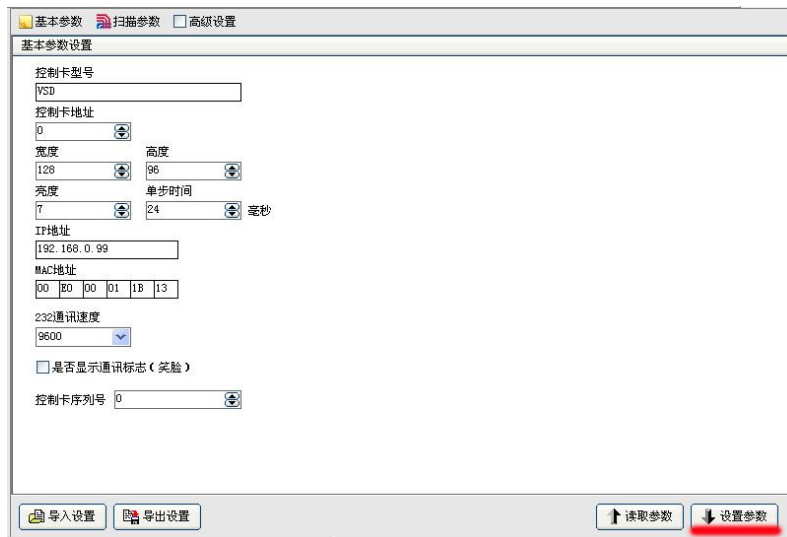 基本参数 扫描参数 高级设置
基本参数设置
控制卡型号
VSD
控制卡地址
0
宽度 高度
128 96
亮度 单步时间
7 24 毫秒
IP地址
192.168.0.99
MAC地址
00 E0 00 01 1B 13
232通讯速度
9600
是否显示通讯标志(笑脸)
控制卡序列号 0
导入设置 导出设置 读取参数 设置参数